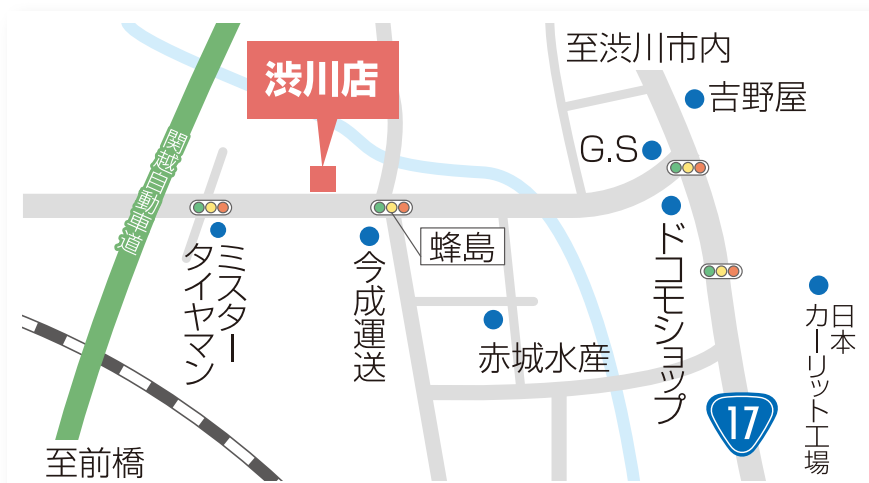 至渋川市内
渋川店
吉野屋
G.S
関越自動車道
蜂島
ミスター
タイヤマン
今成運送
ドコモショップ
赤城水産
日本
カーリット工場
17
至前橋